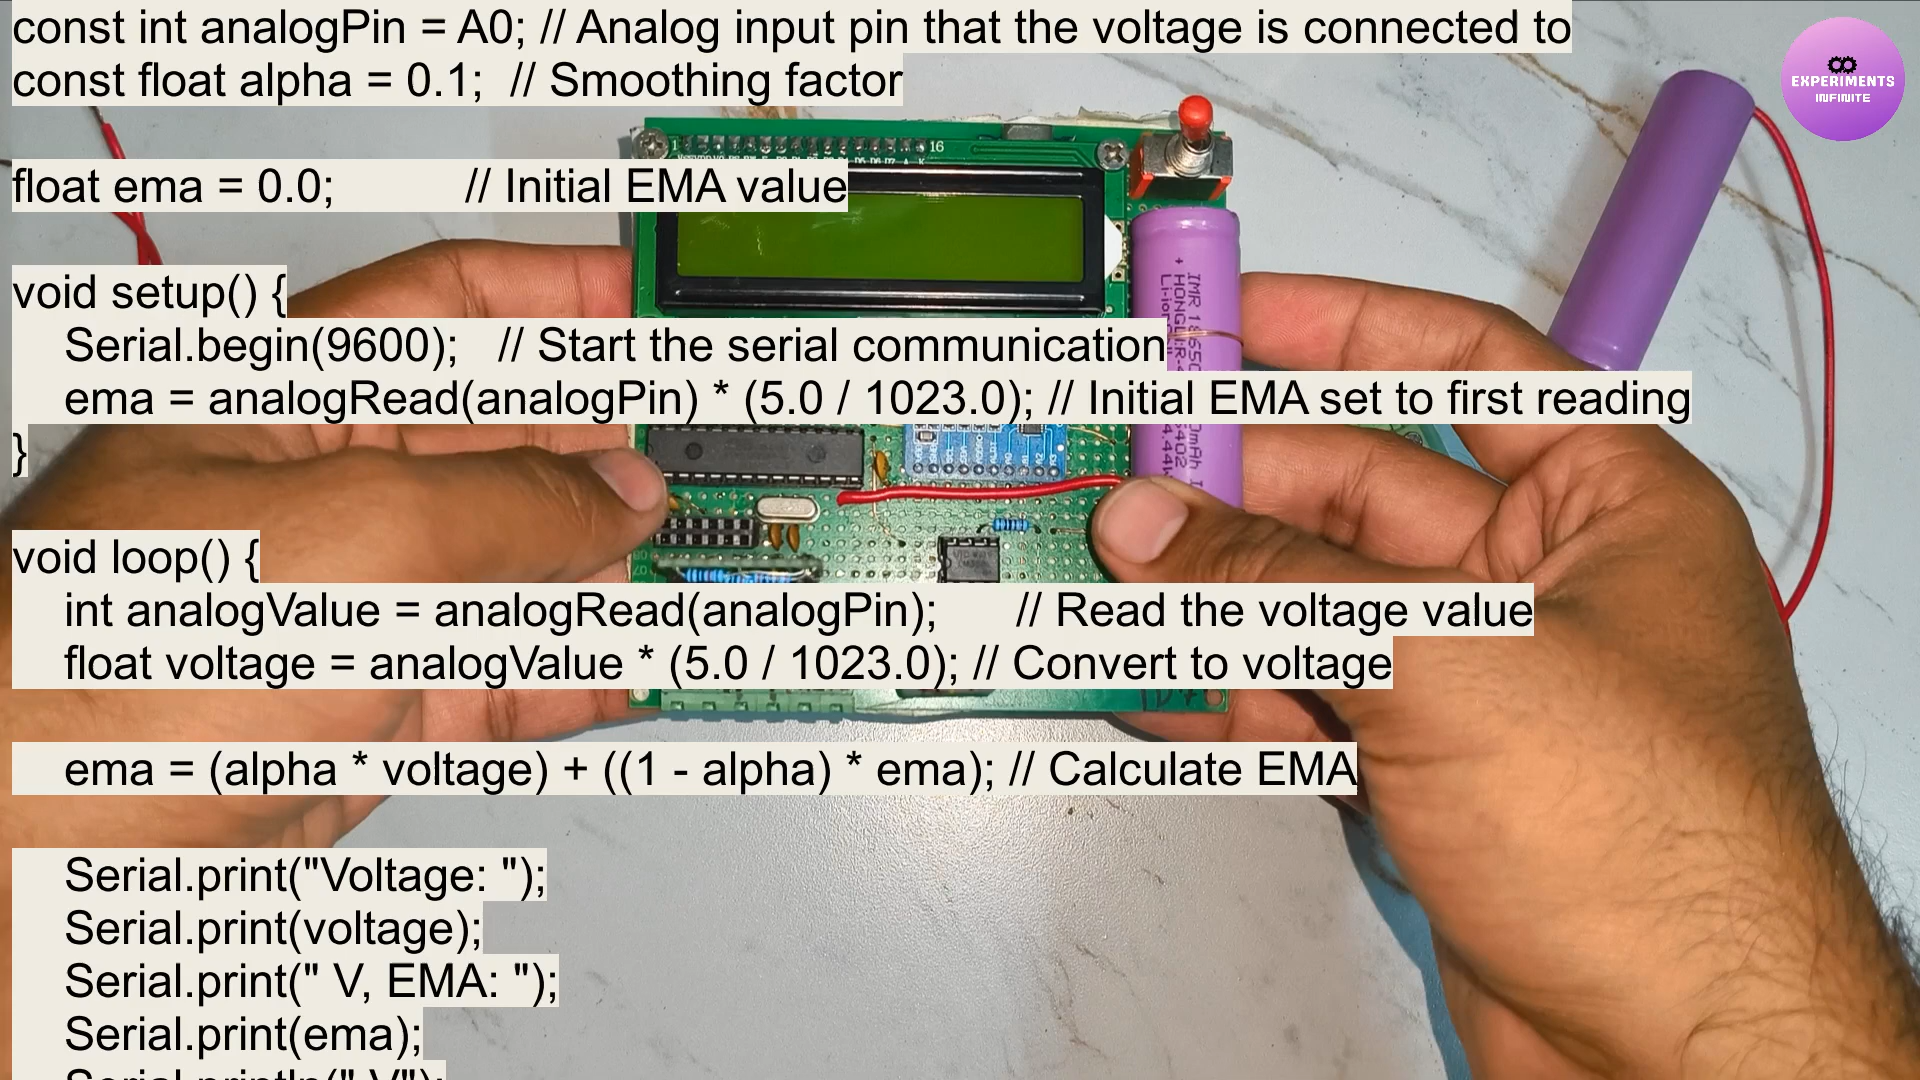 const int analogPin = A0; // Analog input pin that the voltage is connected to
const float alpha = 0.1;  // Smoothing factor
EXPERIMENTS
INFINITE
float ema = 0.0;          // Initial EMA value
1 16
void setup() {
Serial.begin(9600);   // Start the serial communication
ema = analogRead(analogPin) * (5.0 / 1023.0); // Initial EMA set to first reading
}
void loop() {
int analogValue = analogRead(analogPin);      // Read the voltage value
float voltage = analogValue * (5.0 / 1023.0); // Convert to voltage
ema = (alpha * voltage) + ((1 - alpha) * ema); // Calculate EMA
Serial.print("Voltage: ");
Serial.print(voltage);
Serial.print(" V, EMA: ");
Serial.print(ema);
Serial.println(" V");